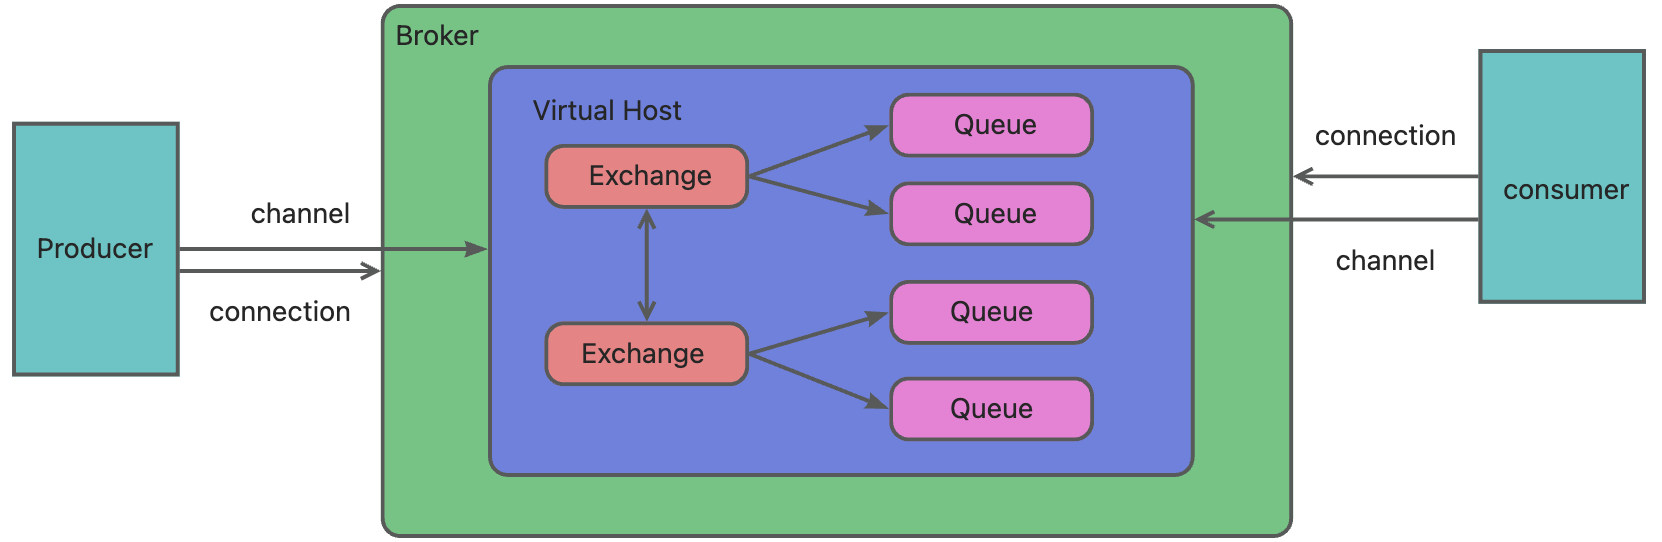 Broker
Virtual Host
Exchange
Queue
Queue
Exchange
Queue
Queue
Producer
channel
connection
connection
consumer
channel